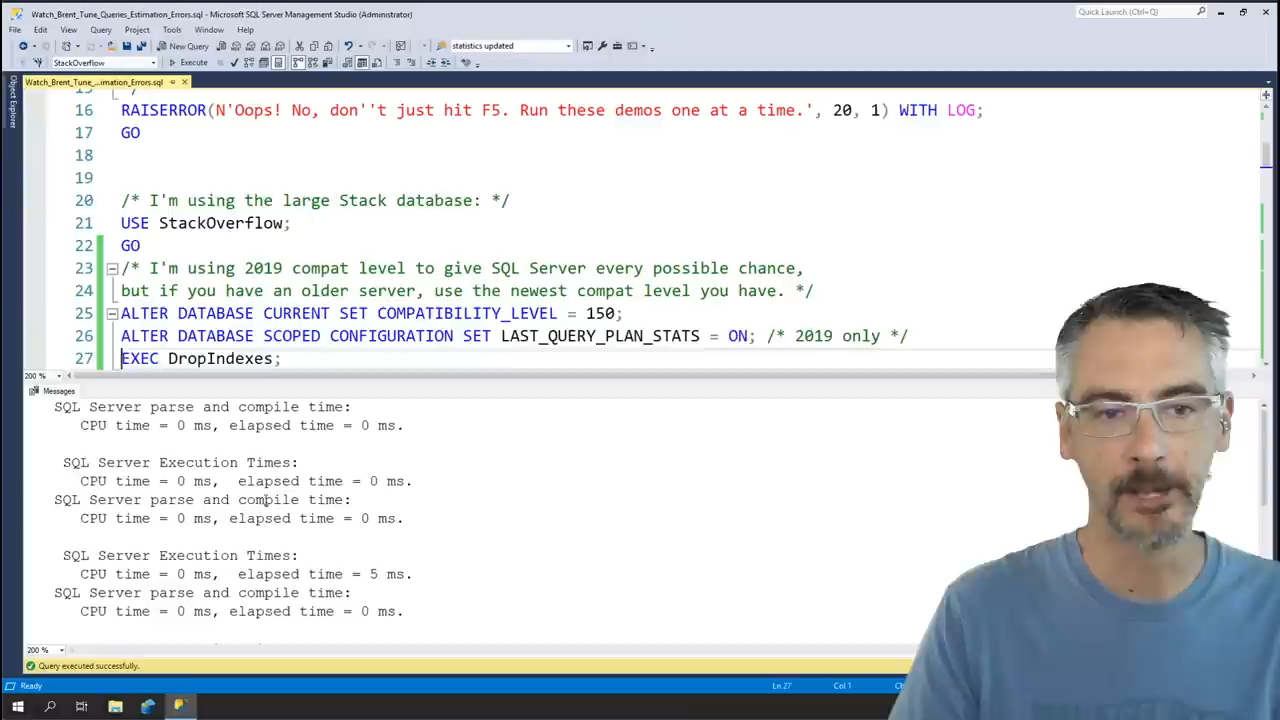 Watch_Brent_Tune_Queries_Estimation_Errors.sql - Microsoft SQL Server Management Studio (Administrator)
Quick Launch (Ctrl+Q)
File Edit View Query Project Tools Window Help
New Query
statistics updated
StackOverflow
Execute
Object Explorer
Watch_Brent_Tune_...imation_Errors.sql
16 RAISERROR(N'Oops! No, don''t just hit F5. Run these demos one at a time.', 20, 1) WITH LOG;
17 GO
18
19
20 /* I'm using the large Stack database: */
21 USE StackOverflow;
22 GO
23 /* I'm using 2019 compat level to give SQL Server every possible chance,
24 but if you have an older server, use the newest compat level you have. */
25 ALTER DATABASE CURRENT SET COMPATIBILITY_LEVEL = 150;
26 ALTER DATABASE SCOPED CONFIGURATION SET LAST_QUERY_PLAN_STATS = ON; /* 2019 only */
27 EXEC DropIndexes;
200 %
Messages
SQL Server parse and compile time:
CPU time = 0 ms, elapsed time = 0 ms.
SQL Server Execution Times:
CPU time = 0 ms, elapsed time = 0 ms.
SQL Server parse and compile time:
CPU time = 0 ms, elapsed time = 0 ms.
SQL Server Execution Times:
CPU time = 0 ms, elapsed time = 5 ms.
SQL Server parse and compile time:
CPU time = 0 ms, elapsed time = 0 ms.
200 %
Query executed successfully.
Ready
Ln 27
Col 1